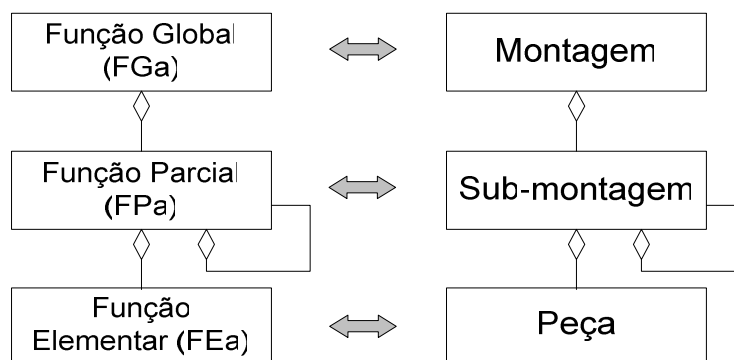 Função Global
(FGa)
Montagem
Função Parcial
(FPa)
Sub-montagem
Função
Elementar (FEa)
Peça